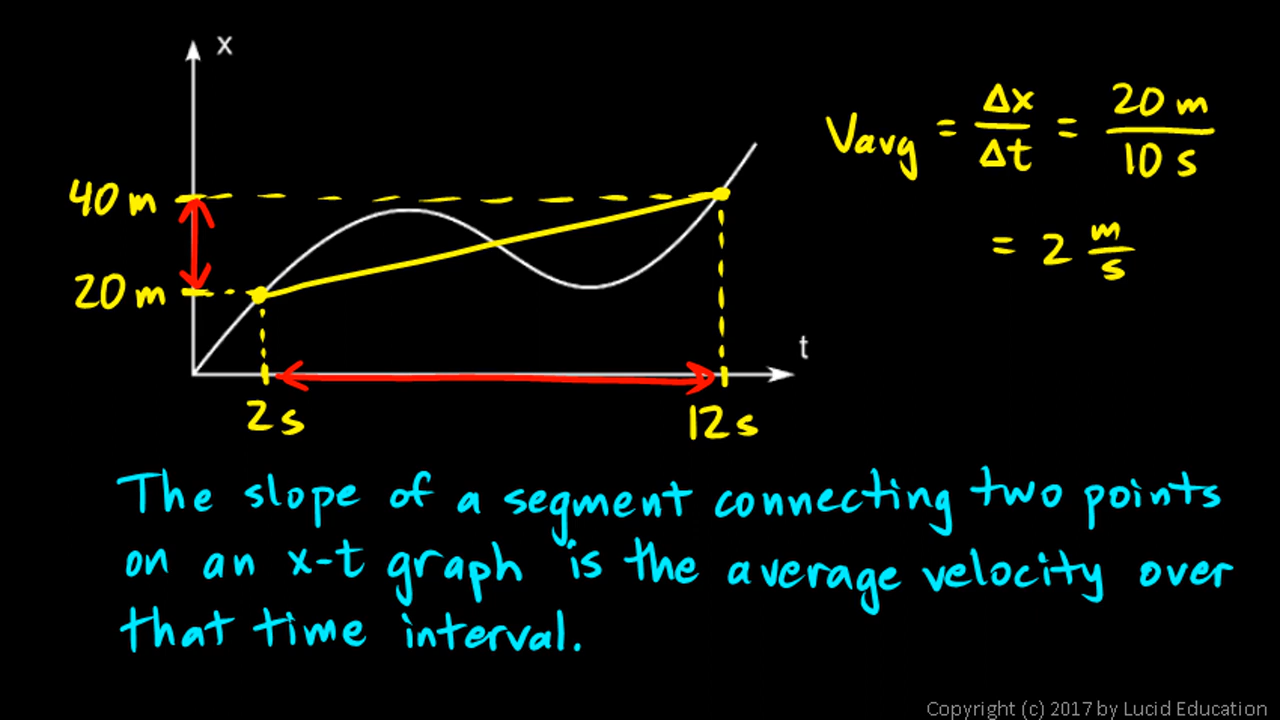 x
40 m
20 m
t
2 s
12 s
Vavg = Δx/Δt = 20 m/10 s
= 2 m/s
The slope of a segment connecting two points
on an x-t graph is the average velocity over
that time interval.
Copyright (c) 2017 by Lucid Education